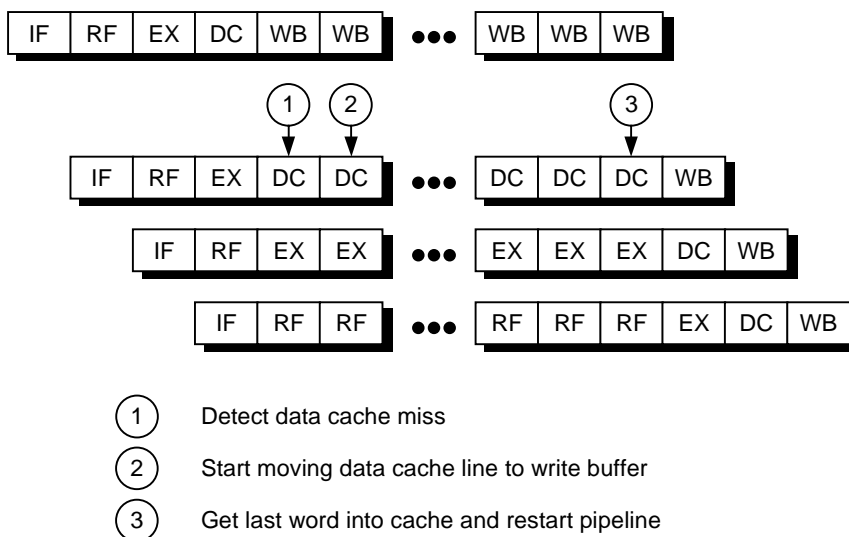 IF RF EX DC WB WB ●●● WB WB WB
1 2 3
IF RF EX DC DC ●●● DC DC DC WB
IF RF EX EX ●●● EX EX EX DC WB
IF RF RF ●●● RF RF RF EX DC WB
1 Detect data cache miss
2 Start moving data cache line to write buffer
3 Get last word into cache and restart pipeline